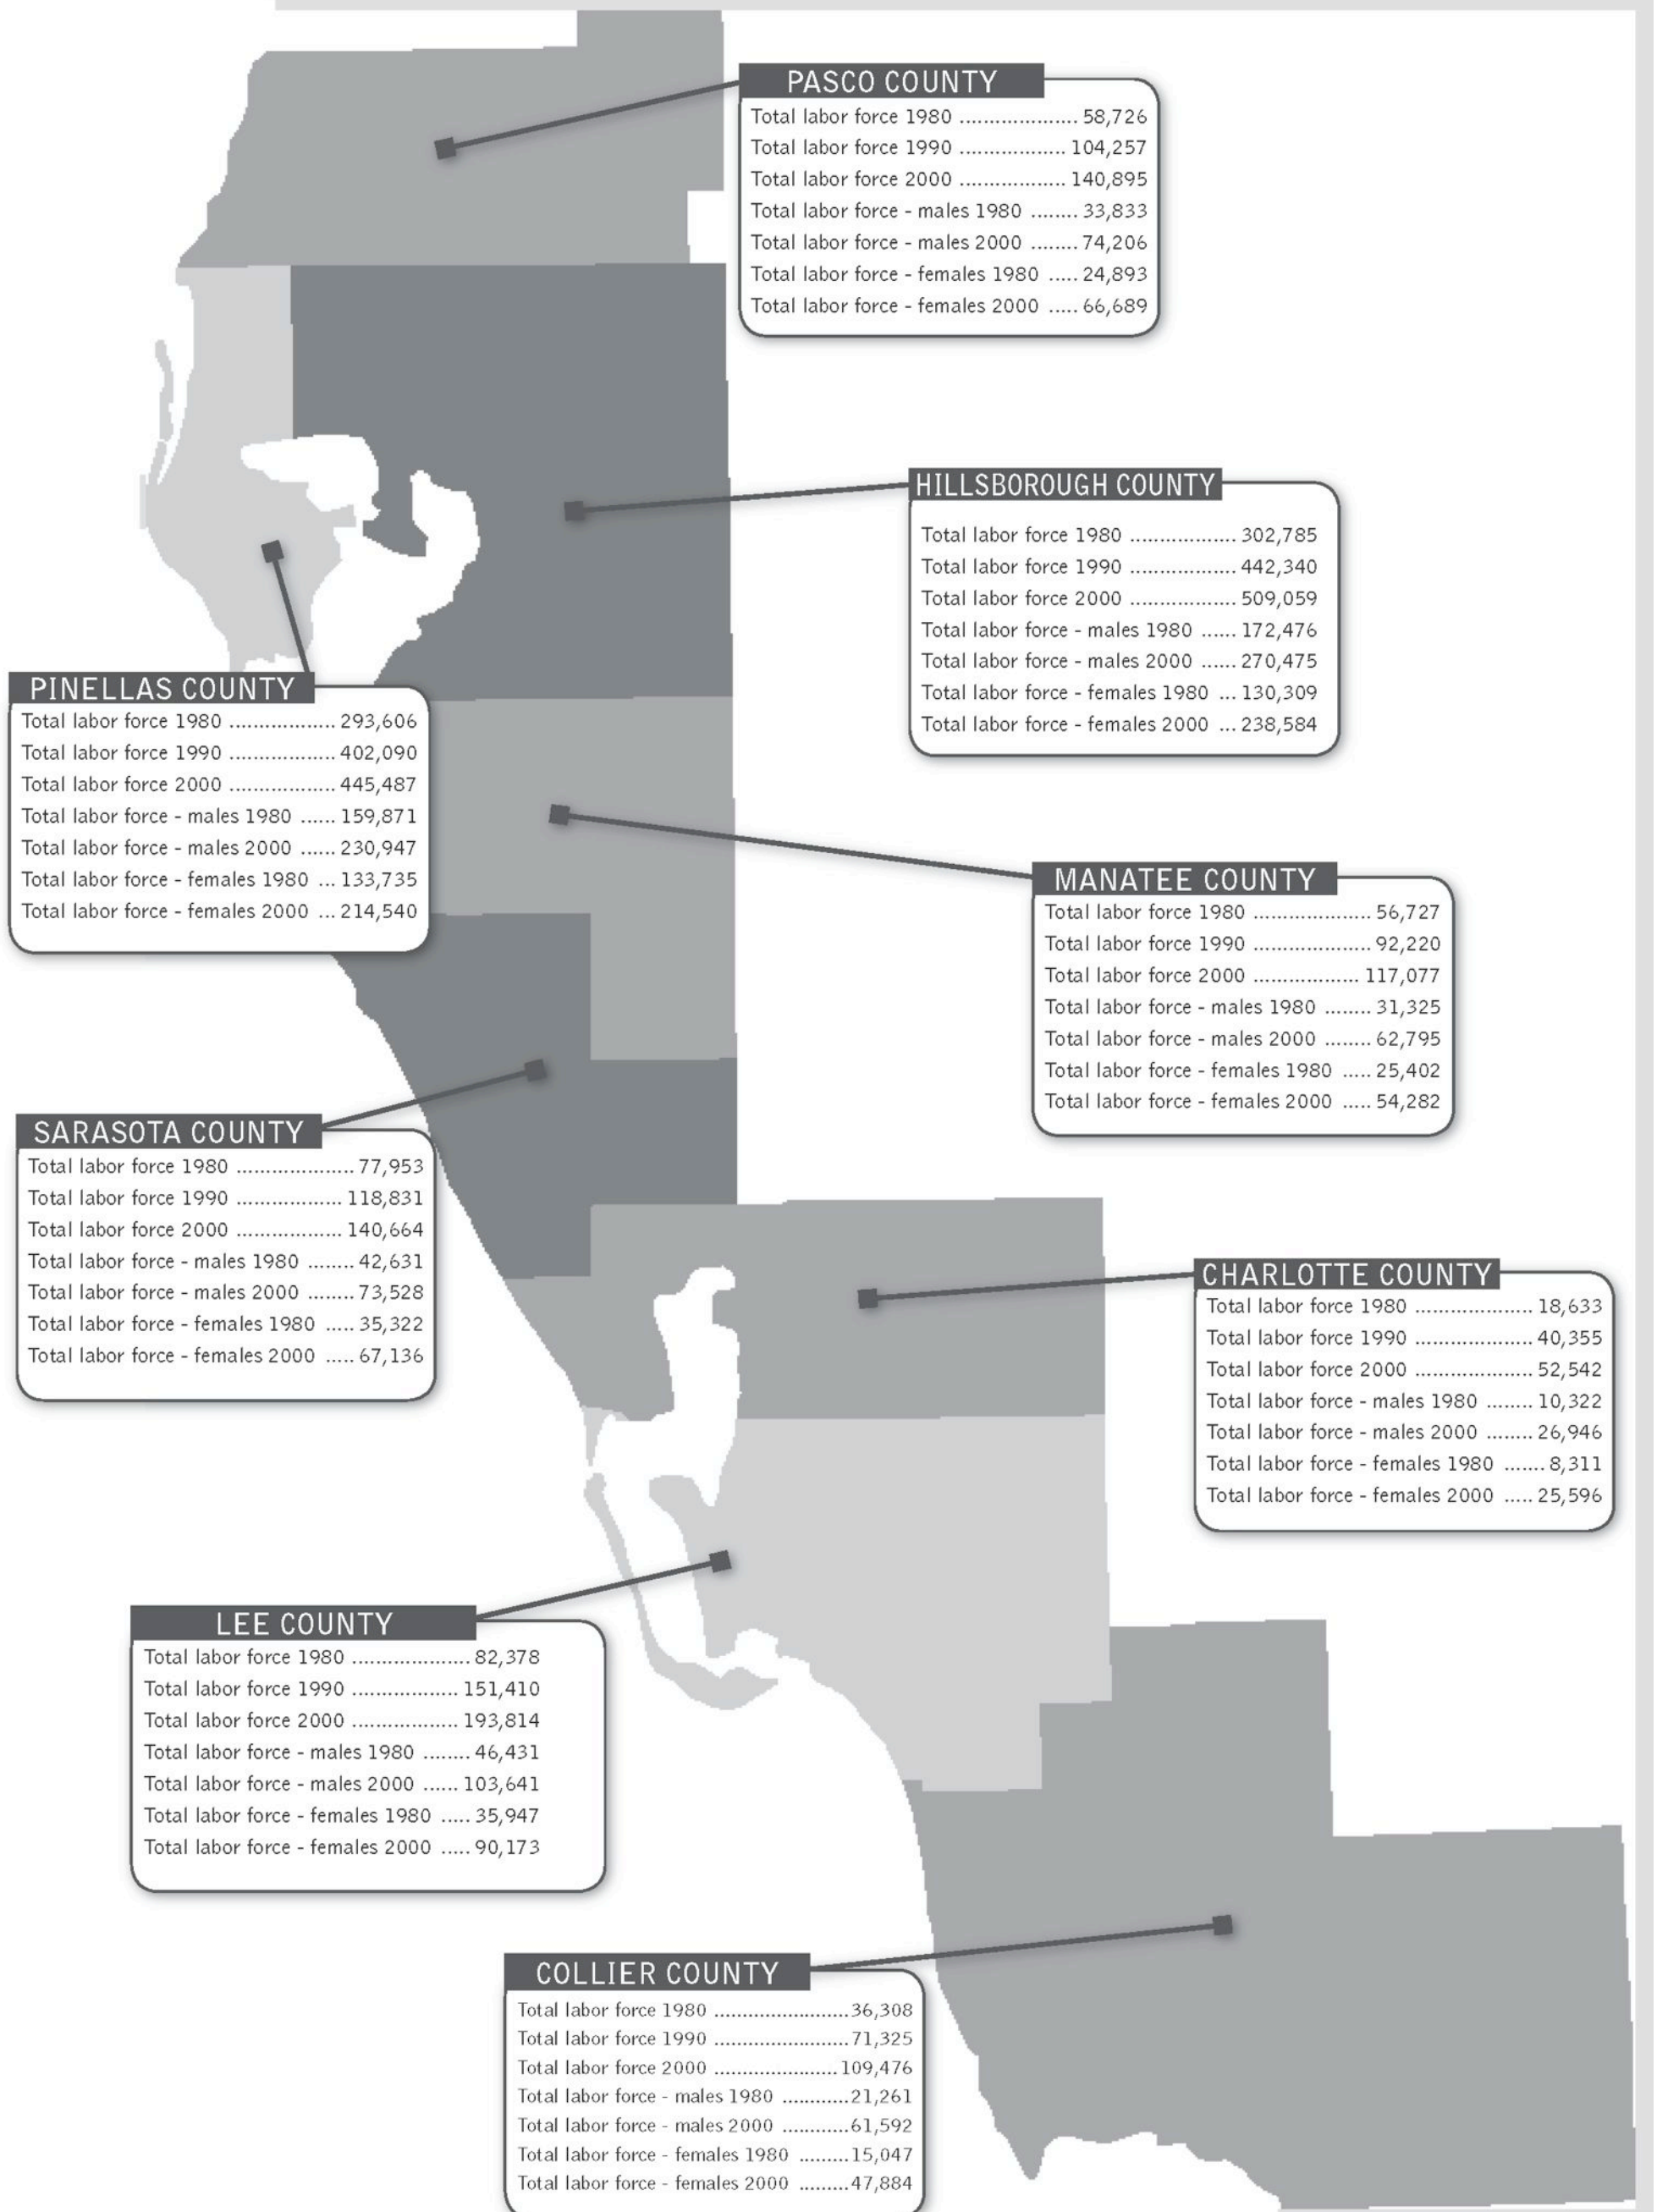 PASCO COUNTY
Total labor force 1980 ................... 58,726
Total labor force 1990 ................. 104,257
Total labor force 2000 ................. 140,895
Total labor force - males 1980 ........ 33,833
Total labor force - males 2000 ........ 74,206
Total labor force - females 1980 ..... 24,893
Total labor force - females 2000 ..... 66,689
HILLSBOROUGH COUNTY
Total labor force 1980 ................. 302,785
Total labor force 1990 ................. 442,340
Total labor force 2000 ................. 509,059
Total labor force - males 1980 ...... 172,476
Total labor force - males 2000 ...... 270,475
Total labor force - females 1980 ... 130,309
Total labor force - females 2000 ... 238,584
PINELLAS COUNTY
Total labor force 1980 ................. 293,606
Total labor force 1990 ................. 402,090
Total labor force 2000 ................. 445,487
Total labor force - males 1980 ...... 159,871
Total labor force - males 2000 ...... 230,947
Total labor force - females 1980 ... 133,735
Total labor force - females 2000 ... 214,540
MANATEE COUNTY
Total labor force 1980 ................... 56,727
Total labor force 1990 ................... 92,220
Total labor force 2000 ................. 117,077
Total labor force - males 1980 ........ 31,325
Total labor force - males 2000 ........ 62,795
Total labor force - females 1980 ..... 25,402
Total labor force - females 2000 ..... 54,282
SARASOTA COUNTY
Total labor force 1980 ................... 77,953
Total labor force 1990 ................. 118,831
Total labor force 2000 ................. 140,664
Total labor force - males 1980 ........ 42,631
Total labor force - males 2000 ........ 73,528
Total labor force - females 1980 ..... 35,322
Total labor force - females 2000 ..... 67,136
CHARLOTTE COUNTY
Total labor force 1980 ................... 18,633
Total labor force 1990 ................... 40,355
Total labor force 2000 ................... 52,542
Total labor force - males 1980 ........ 10,322
Total labor force - males 2000 ........ 26,946
Total labor force - females 1980 ....... 8,311
Total labor force - females 2000 ..... 25,596
LEE COUNTY
Total labor force 1980 ................... 82,378
Total labor force 1990 ................. 151,410
Total labor force 2000 ................. 193,814
Total labor force - males 1980 ........ 46,431
Total labor force - males 2000 ...... 103,641
Total labor force - females 1980 ..... 35,947
Total labor force - females 2000 ..... 90,173
COLLIER COUNTY
Total labor force 1980 ......................36,308
Total labor force 1990 ......................71,325
Total labor force 2000 ....................109,476
Total labor force - males 1980 ...........21,261
Total labor force - males 2000 ...........61,592
Total labor force - females 1980 .........15,047
Total labor force - females 2000 .........47,884